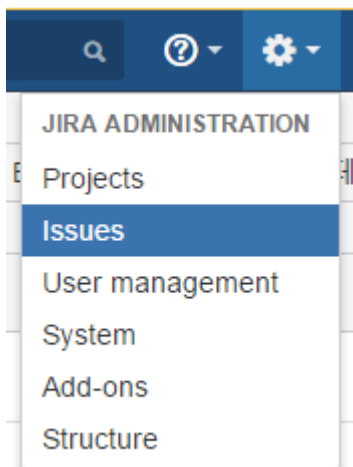 JIRA ADMINISTRATION
Projects
Issues
User management
System
Add-ons
Structure